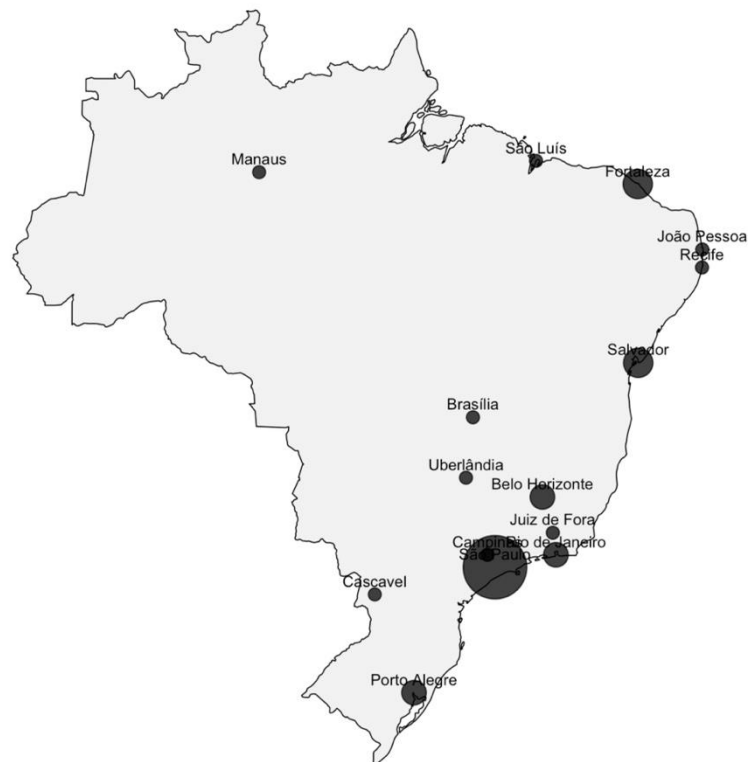 Manaus
São Luís
Fortaleza
João Pessoa
Recife
Salvador
Brasília
Uberlândia
Belo Horizonte
Juiz de Fora
Campinas
Rio de Janeiro
São Paulo
Cascavel
Porto Alegre